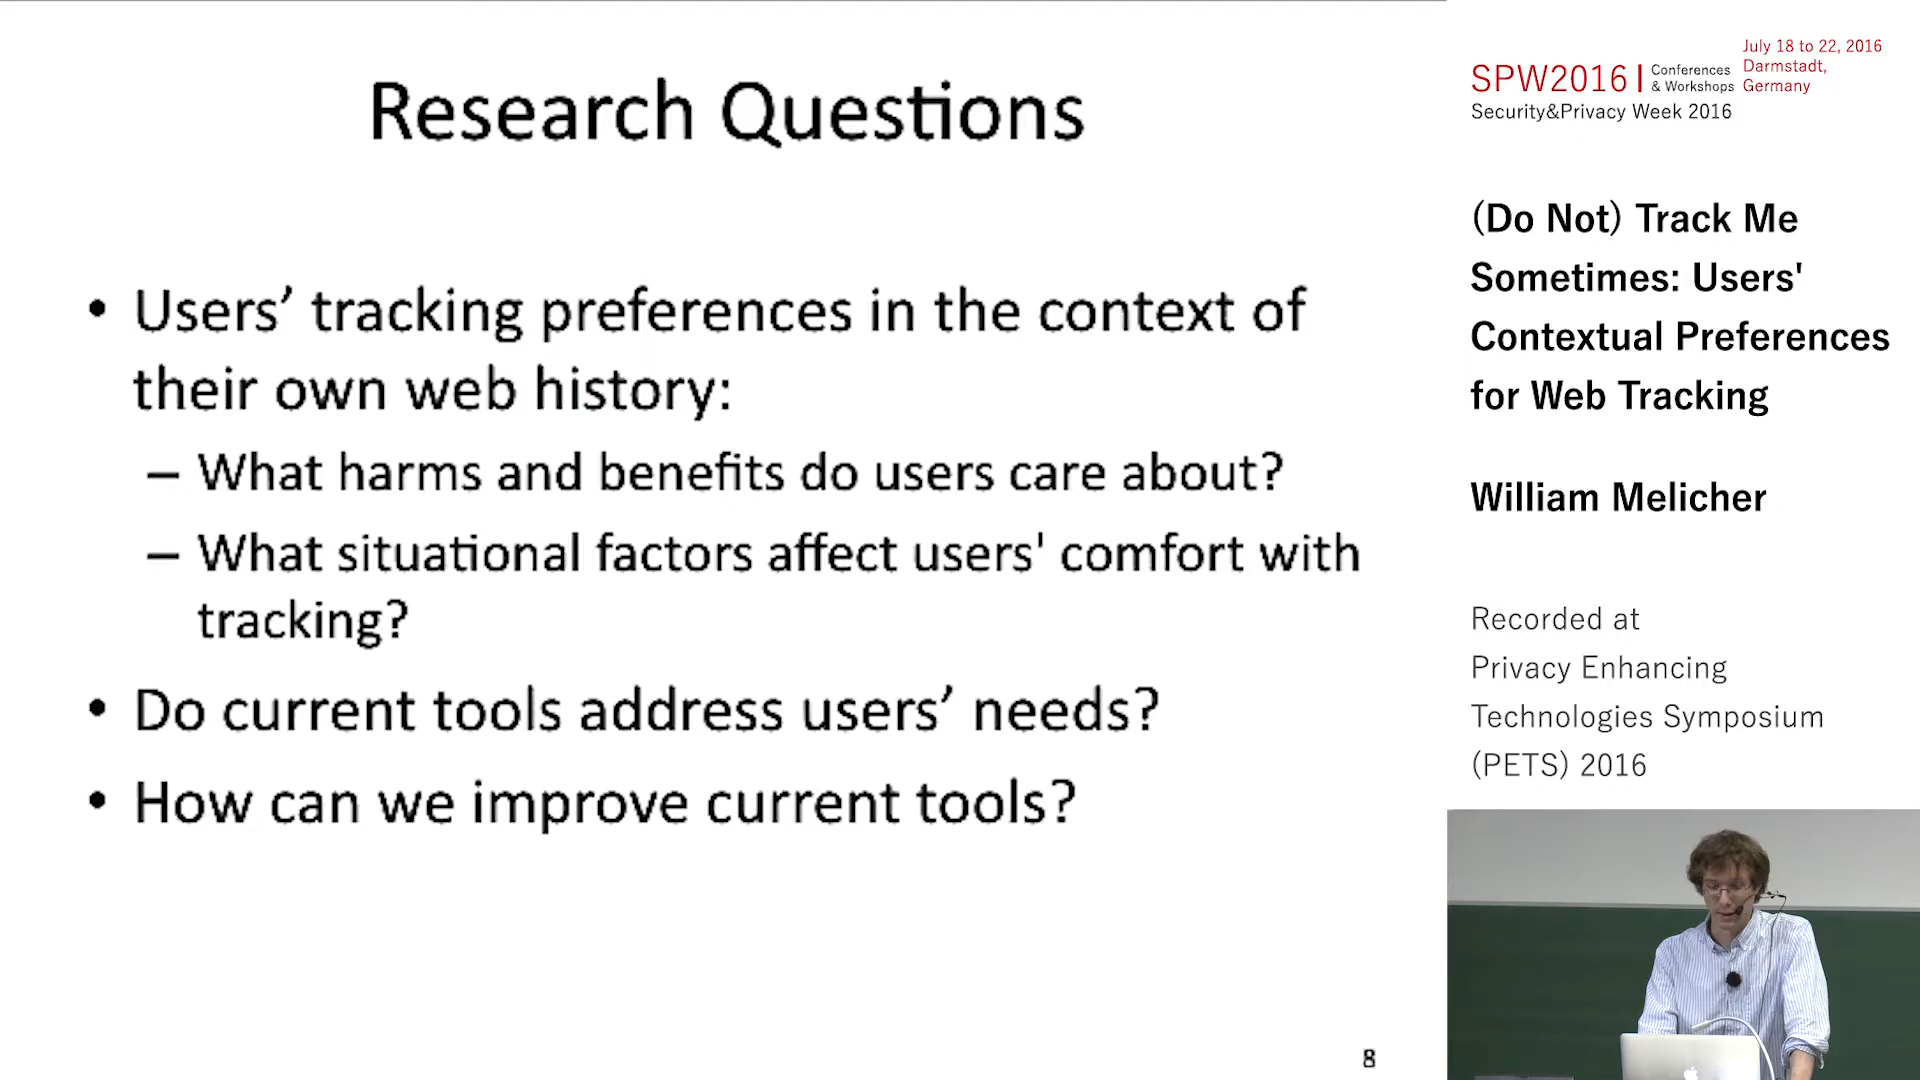 Research Questions
• Users’ tracking preferences in the context of
their own web history:
– What harms and benefits do users care about?
– What situational factors affect users' comfort with
tracking?
• Do current tools address users’ needs?
• How can we improve current tools?
8
SPW2016 | Conferences & Workshops
Security&Privacy Week 2016
July 18 to 22, 2016
Darmstadt,
Germany
(Do Not) Track Me
Sometimes: Users'
Contextual Preferences
for Web Tracking
William Melicher
Recorded at
Privacy Enhancing
Technologies Symposium
(PETS) 2016